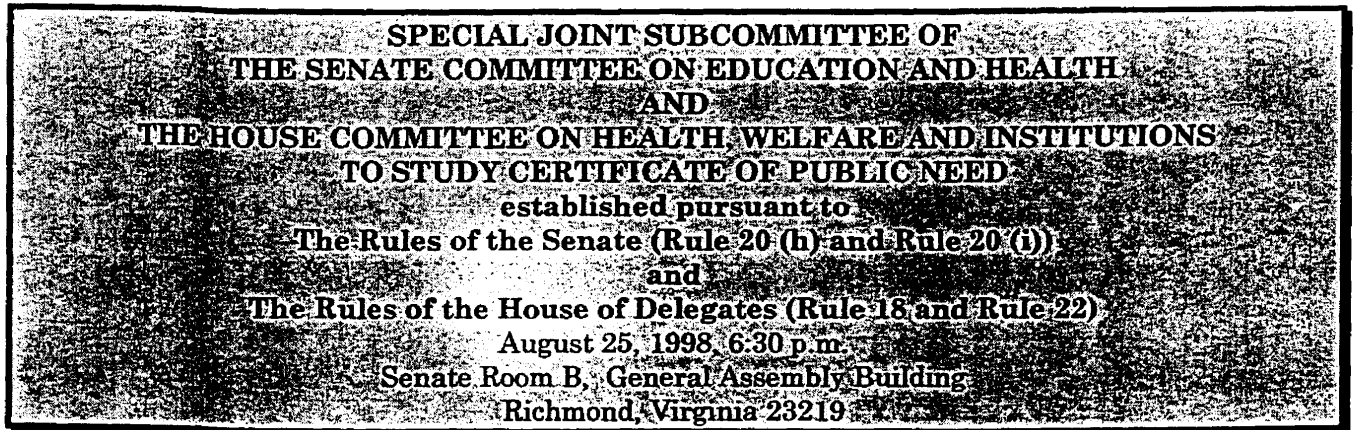 SPECIAL JOINT SUBCOMMITTEE OF
THE SENATE COMMITTEE ON EDUCATION AND HEALTH
AND
THE HOUSE COMMITTEE ON HEALTH, WELFARE AND INSTITUTIONS
TO STUDY CERTIFICATE OF PUBLIC NEED
established pursuant to
The Rules of the Senate (Rule 20 (h) and Rule 20 (i))
and
The Rules of the House of Delegates (Rule 18 and Rule 22)
August 25, 1998, 6:30 p.m.
Senate Room B, General Assembly Building
Richmond, Virginia 23219